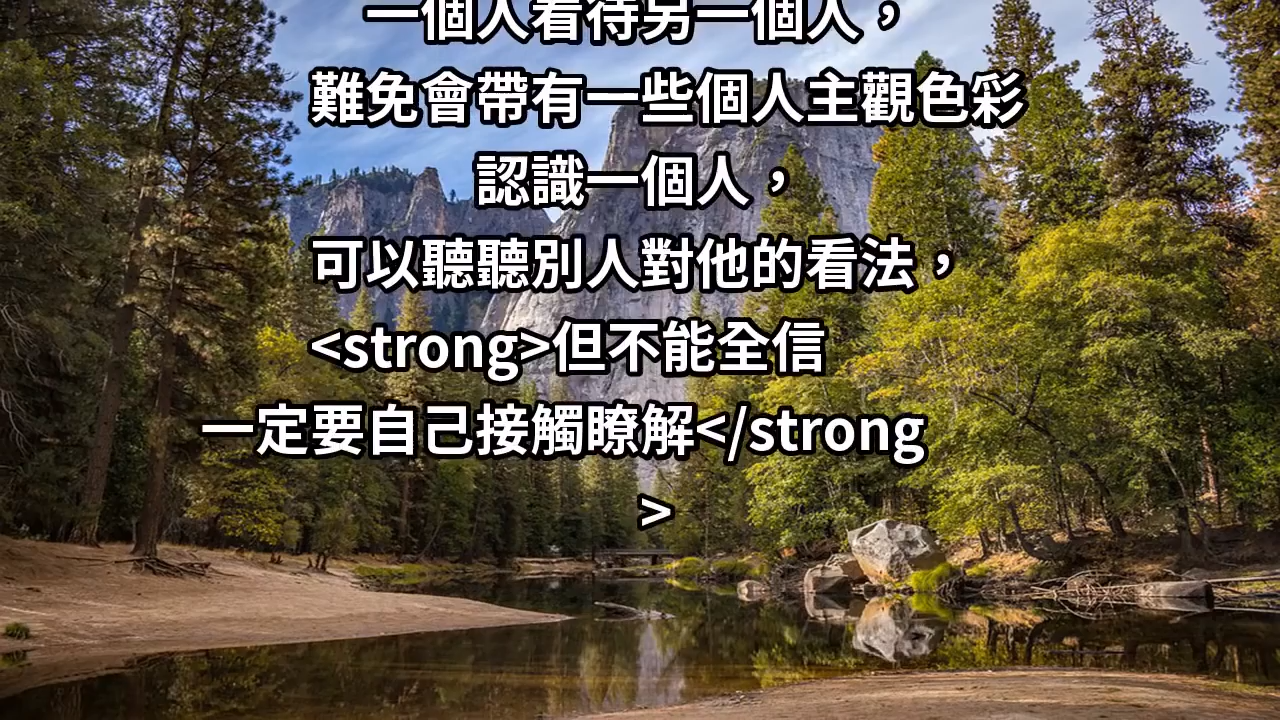 一個人看待另一個人，
難免會帶有一些個人主觀色彩
認識一個人，
可以聽聽別人對他的看法，
<strong>但不能全信
一定要自己接觸瞭解</strong
>